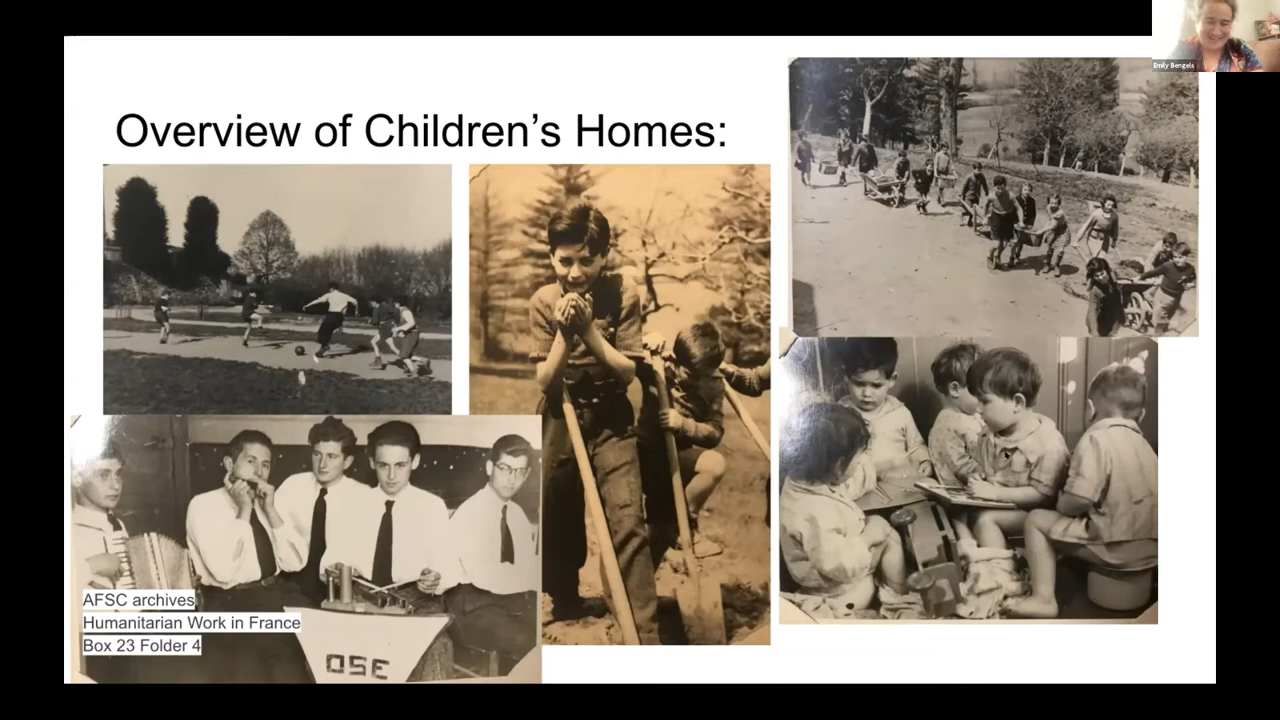 Emily Bengels
Overview of Children's Homes:
AFSC archives
Humanitarian Work in France
Box 23 Folder 4
OSE